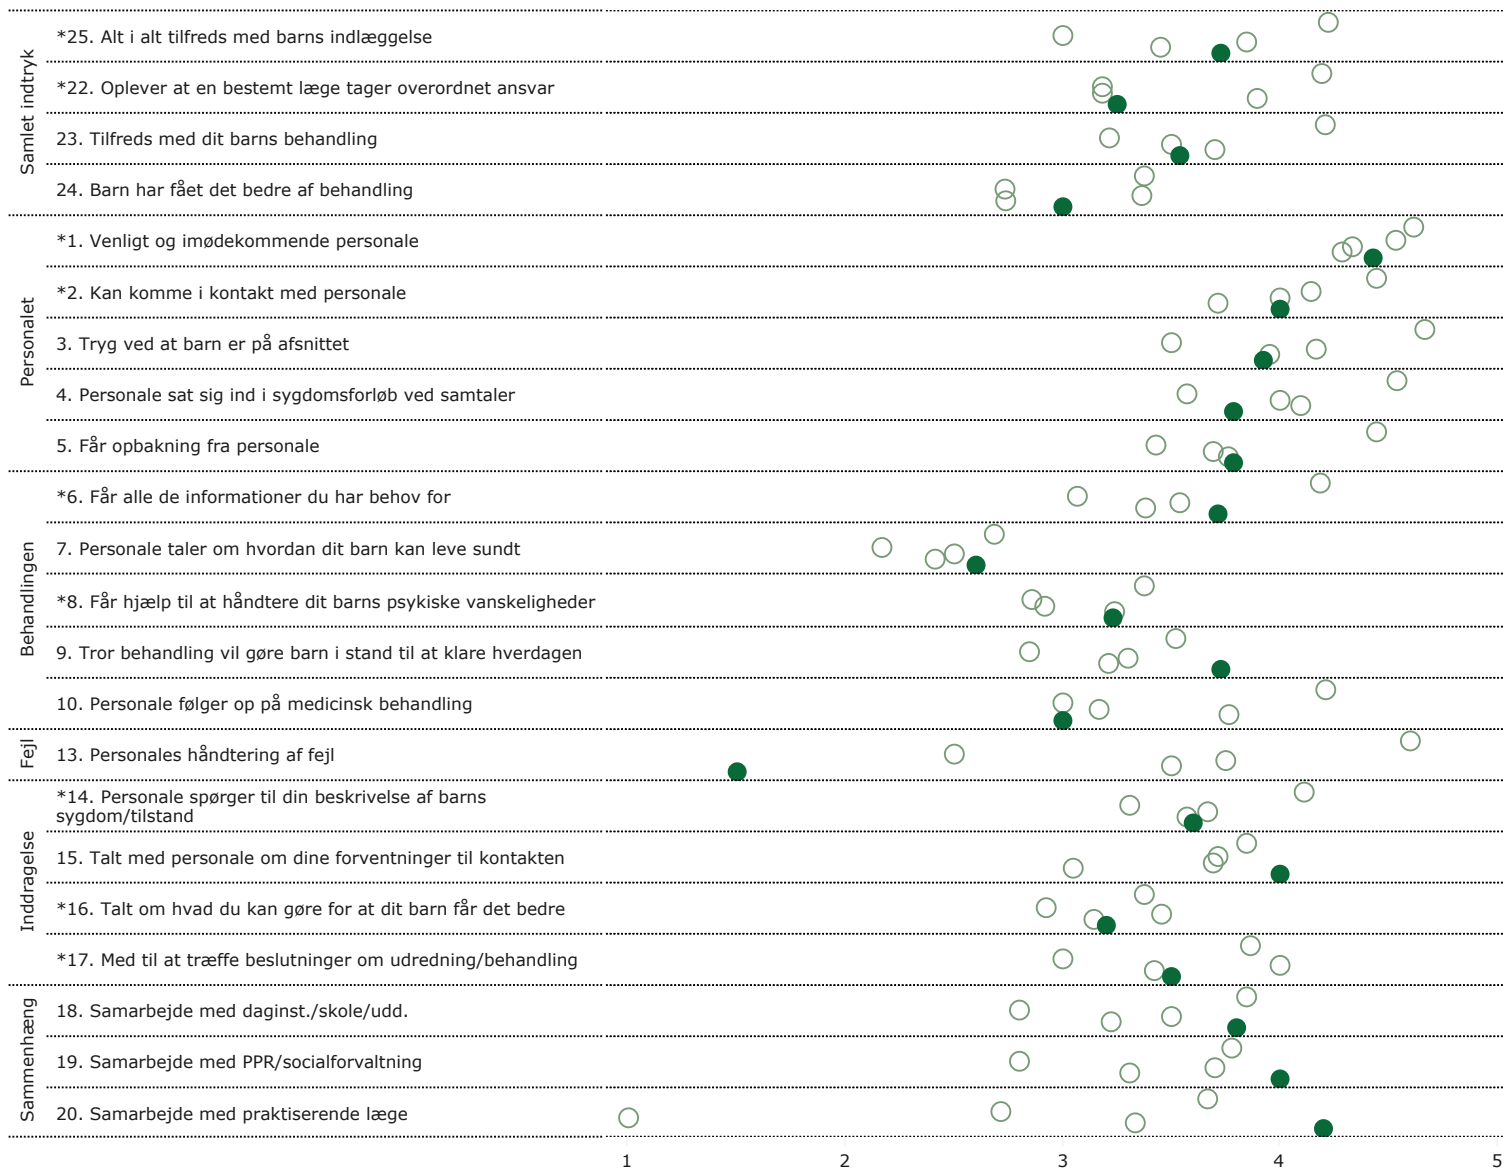 Samlet indtryk
*25. Alt i alt tilfreds med barns indlæggelse
*22. Oplever at en bestemt læge tager overordnet ansvar
23. Tilfreds med dit barns behandling
24. Barn har fået det bedre af behandling
Personalet
*1. Venligt og imødekommende personale
*2. Kan komme i kontakt med personale
3. Tryg ved at barn er på afsnittet
4. Personale sat sig ind i sygdomsforløb ved samtaler
5. Får opbakning fra personale
Behandlingen
*6. Får alle de informationer du har behov for
7. Personale taler om hvordan dit barn kan leve sundt
*8. Får hjælp til at håndtere dit barns psykiske vanskeligheder
9. Tror behandling vil gøre barn i stand til at klare hverdagen
10. Personale følger op på medicinsk behandling
Fejl
13. Personales håndtering af fejl
Inddragelse
*14. Personale spørger til din beskrivelse af barns
sygdom/tilstand
15. Talt med personale om dine forventninger til kontakten
*16. Talt om hvad du kan gøre for at dit barn får det bedre
*17. Med til at træffe beslutninger om udredning/behandling
Sammenhæng
18. Samarbejde med daginst./skole/udd.
19. Samarbejde med PPR/socialforvaltning
20. Samarbejde med praktiserende læge
1 2 3 4 5